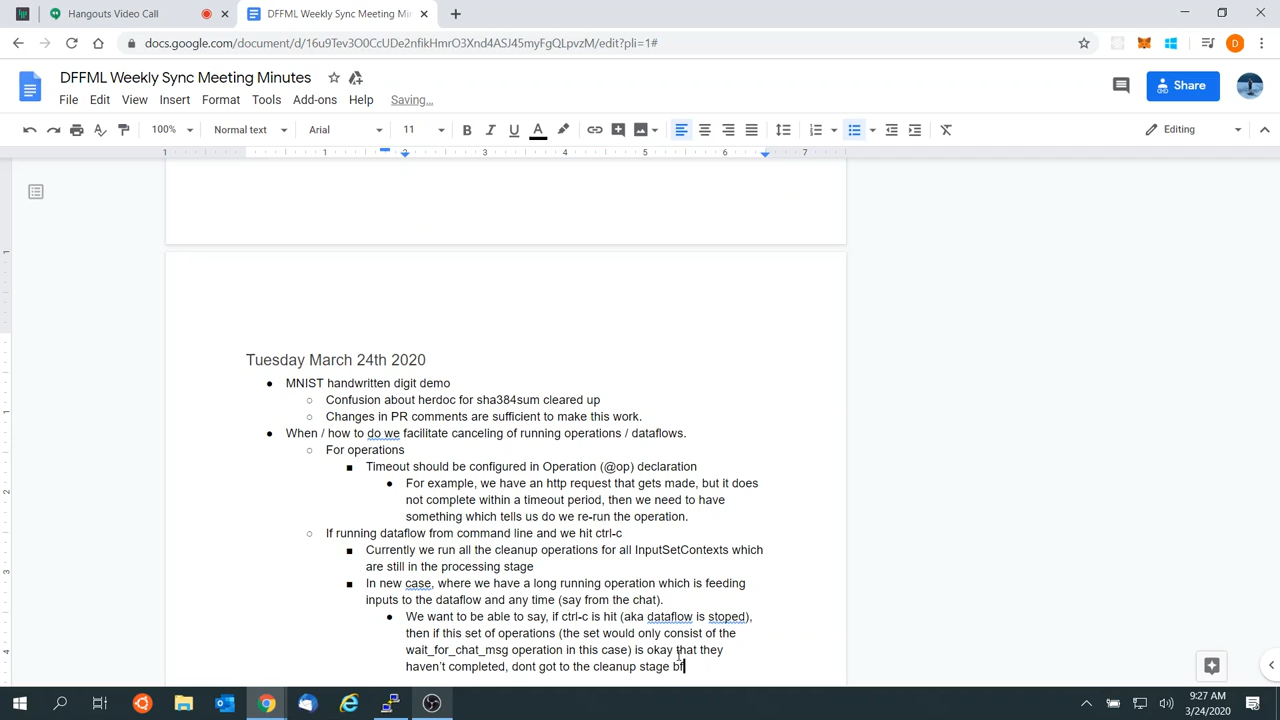 Hangouts Video Call
DFFML Weekly Sync Meeting Min
docs.google.com/document/d/16u9Tev3O0CcUDe2nfikHmrO3Xnd4ASJ45myFgQLpvzM/edit?pli=1#
D
DFFML Weekly Sync Meeting Minutes
File Edit View Insert Format Tools Add-ons Help Saving...
Share
100% Normal text Arial 11 B I U A Editing
1 1 2 3 4 5 6 7
Tuesday March 24th 2020
● MNIST handwritten digit demo
○ Confusion about herdoc for sha384sum cleared up
○ Changes in PR comments are sufficient to make this work.
● When / how to do we facilitate canceling of running operations / dataflows.
○ For operations
■ Timeout should be configured in Operation (@op) declaration
● For example, we have an http request that gets made, but it does
not complete within a timeout period, then we need to have
something which tells us do we re-run the operation.
○ If running dataflow from command line and we hit ctrl-c
■ Currently we run all the cleanup operations for all InputSetContexts which
are still in the processing stage
■ In new case, where we have a long running operation which is feeding
inputs to the dataflow and any time (say from the chat).
● We want to be able to say, if ctrl-c is hit (aka dataflow is stoped),
then if this set of operations (the set would only consist of the
wait_for_chat_msg operation in this case) is okay that they
haven't completed, dont got to the cleanup stage bf
9:27 AM
3/24/2020